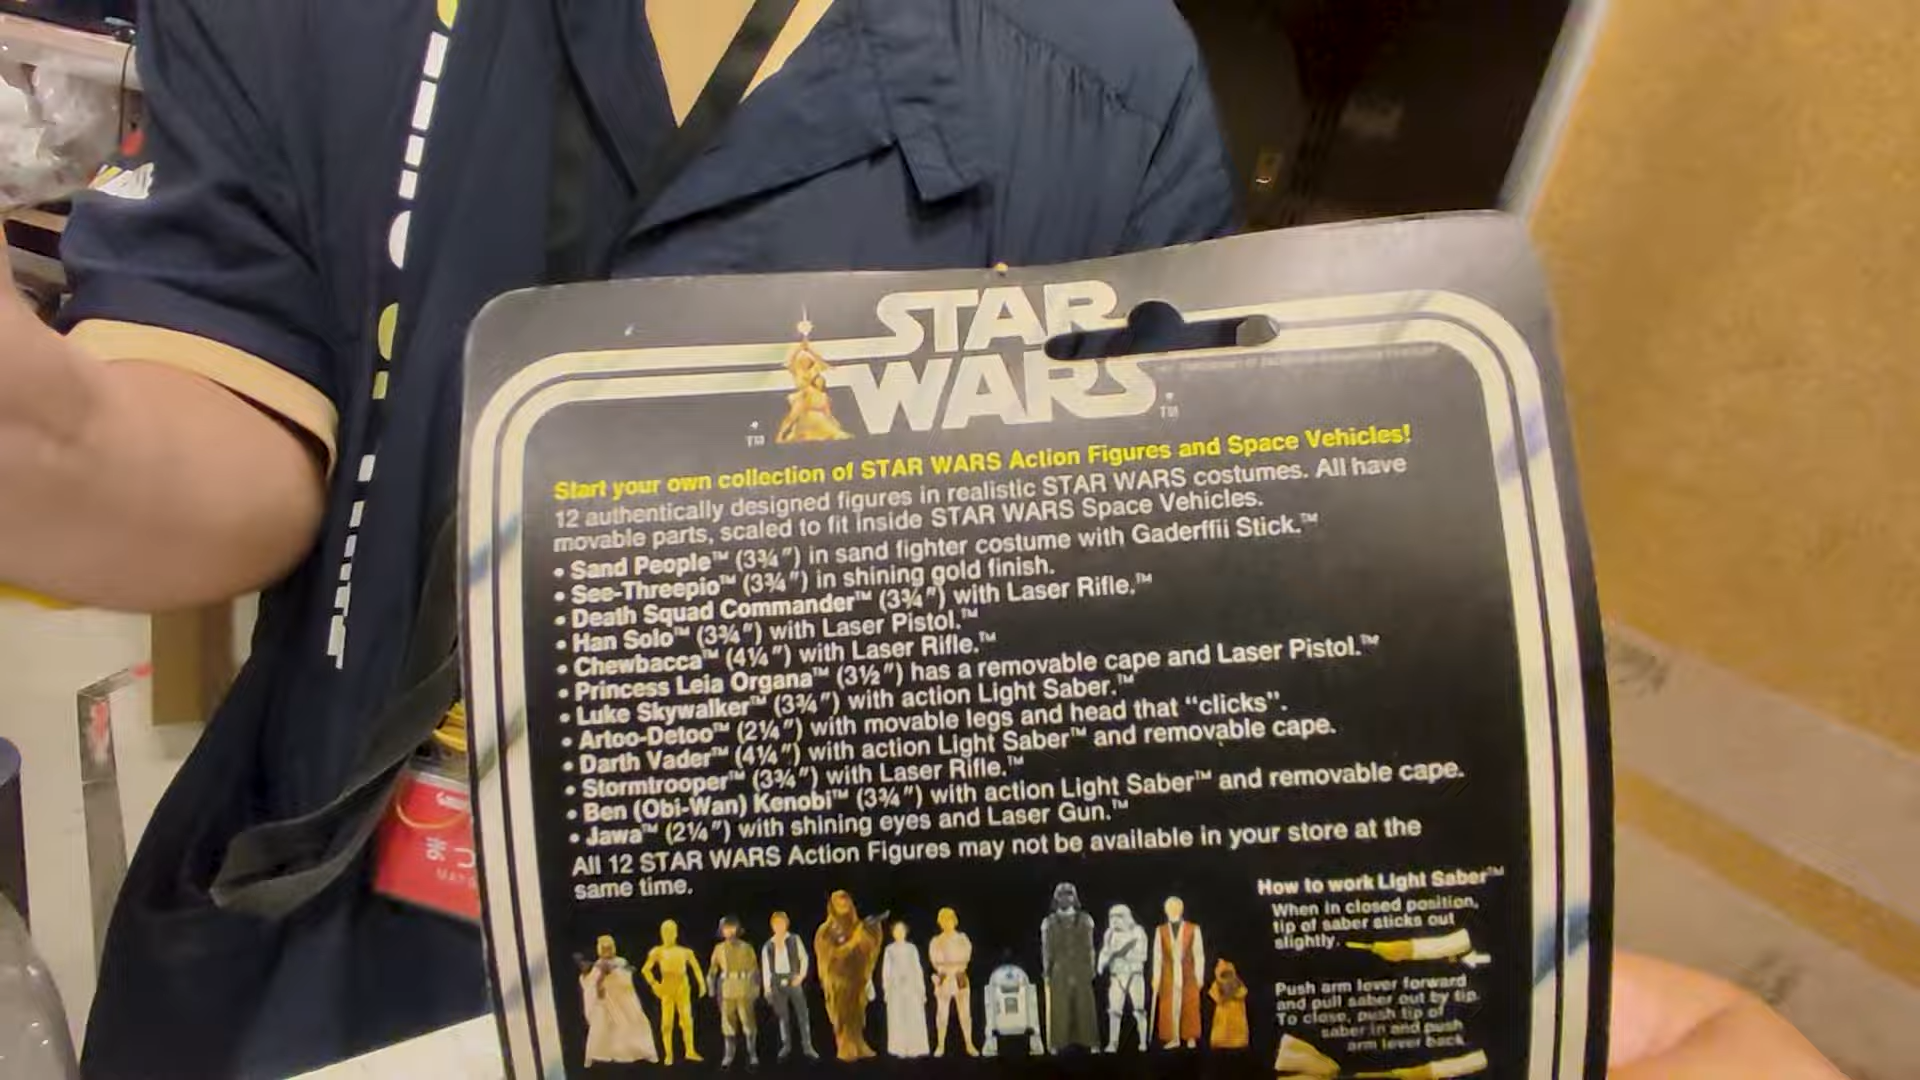 STAR
WARS
TM
TM
Start your own collection of STAR WARS Action Figures and Space Vehicles!
12 authentically designed figures in realistic STAR WARS costumes. All have
movable parts, scaled to fit inside STAR WARS Space Vehicles.
• Sand People™ (3¾") in sand fighter costume with Gaderffii Stick.™
• See-Threepio™ (3¾") in shining gold finish.
• Death Squad Commander™ (3¾") with Laser Rifle.™
• Han Solo™ (3¾") with Laser Pistol.™
• Chewbacca™ (4¼") with Laser Rifle.™
• Princess Leia Organa™ (3½") has a removable cape and Laser Pistol.™
• Luke Skywalker™ (3¾") with action Light Saber.™
• Artoo-Detoo™ (2¼") with movable legs and head that "clicks".
• Darth Vader™ (4¼") with action Light Saber™ and removable cape.
• Stormtrooper™ (3¾") with Laser Rifle.™
• Ben (Obi-Wan) Kenobi™ (3¾") with action Light Saber™ and removable cape.
• Jawa™ (2¼") with shining eyes and Laser Gun.™
All 12 STAR WARS Action Figures may not be available in your store at the
same time.
How to work Light Saber™
When in closed position,
tip of saber sticks out
slightly.
Push arm lever forward
and pull saber out by tip.
To close, push tip of
saber in and push
arm lever back.